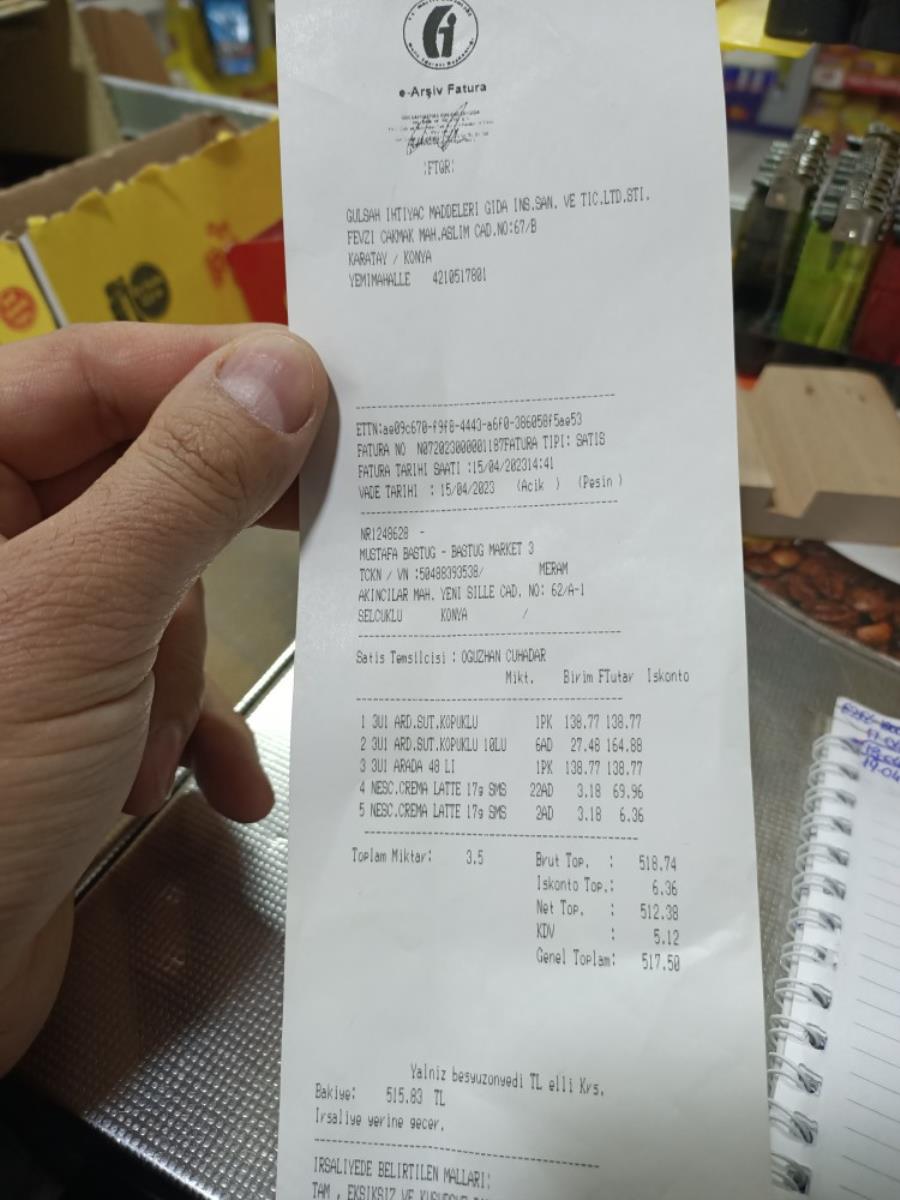 e-Arşiv Fatura
:FTGR:
GULSAH IHTIYAC MADDELERI GIDA INS.SAN. VE TIC.LTD.STI.
FEVZI CAKMAK MAH.ASLIM CAD.NO:67/B
KARATAY / KONYA
YEMIMAHALLE 4210517801
ETTN:ae09c670-f9f8-4443-a6f0-386058f5ae53
FATURA NO N072023000001187FATURA TIPI: SATIS
FATURA TARIHI SAATI :15/04/202314:41
VADE TARIHI : 15/04/2023 (Acik ) (Pesin )
NR1248628 -
MUSTAFA BASTUG - BASTUG MARKET 3
TCKN / VN :50488393538/ MERAM
AKINCILAR MAH. YENI SILLE CAD. NO: 62/A-1
SELCUKLU KONYA /
Satis Temsilcisi : OGUZHAN CUHADAR
Mikt. Birim FTutar Iskonto
1 3U1 ARD.SUT.KOPUKLU 1PK 138.77 138.77
2 3U1 ARD.SUT.KOPUKLU 10LU 6AD 27.48 164.88
3 3U1 ARADA 48 LI 1PK 138.77 138.77
4 NESC.CREMA LATTE 17g SMS 22AD 3.18 69.96
5 NESC.CREMA LATTE 17g SMS 2AD 3.18 6.36
Toplam Miktar: 3.5 Brut Top. : 518.74
Iskonto Top.: 6.36
Net Top. : 512.38
KDV : 5.12
Genel Toplam: 517.50
Yalniz besyuzonyedi TL elli Krs.
Bakiye: 515.83 TL
Irsaliye yerine gecer.
IRSALIYEDE BELIRTILEN MALLARI:
TAM , EKSIKSIZ VE